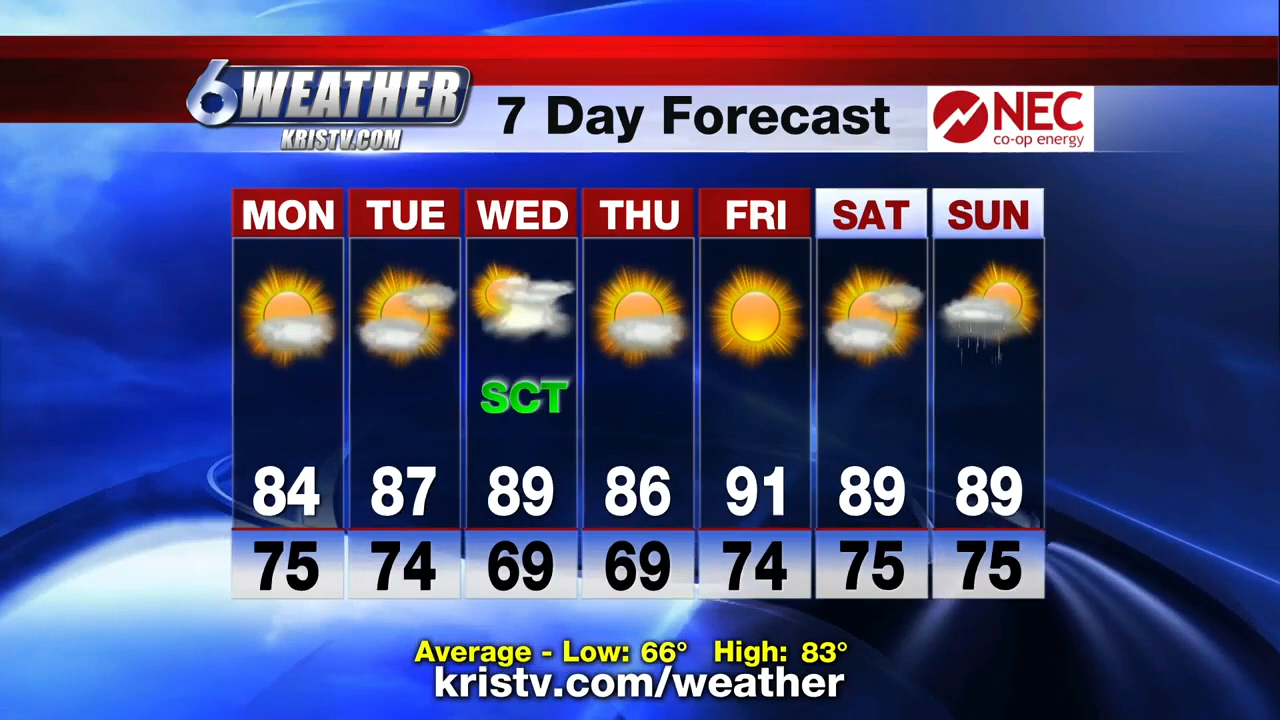 6 WEATHER
KRISTV.COM
7 Day Forecast
NEC
co-op energy
MON TUE WED THU FRI SAT SUN
SCT
84 87 89 86 91 89 89
75 74 69 69 74 75 75
Average - Low: 66° High: 83°
kristv.com/weather